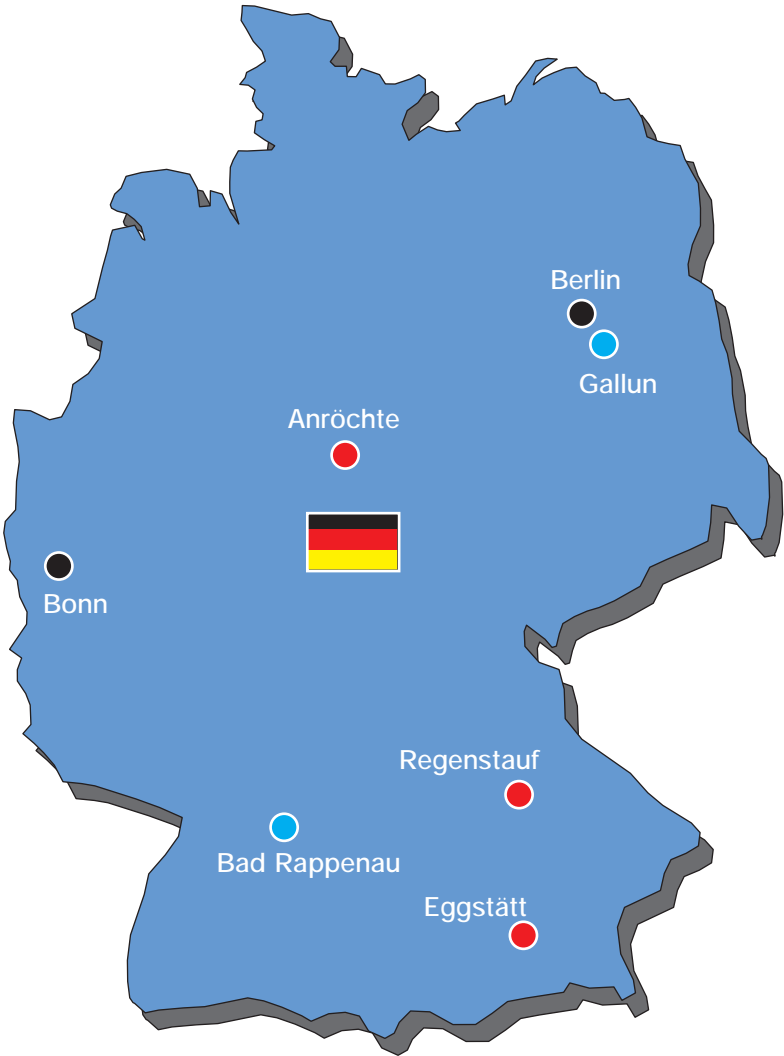 Berlin
Gallun
Anröchte
Bonn
Regenstauf
Bad Rappenau
Eggstätt